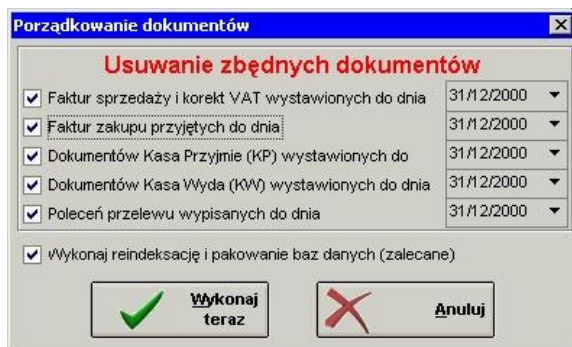 Porządkowanie dokumentów
Usuwanie zbędnych dokumentów
Faktur sprzedaży i korekt VAT wystawionych do dnia 31/12/2000
Faktur zakupu przyjętych do dnia 31/12/2000
Dokumentów Kasa Przyjmie (KP) wystawionych do 31/12/2000
Dokumentów Kasa Wyda (KW) wystawionych do dnia 31/12/2000
Poleceń przelewu wypisanych do dnia 31/12/2000
Wykonaj reindeksację i pakowanie baz danych (zalecane)
Wykonaj
teraz
Anuluj